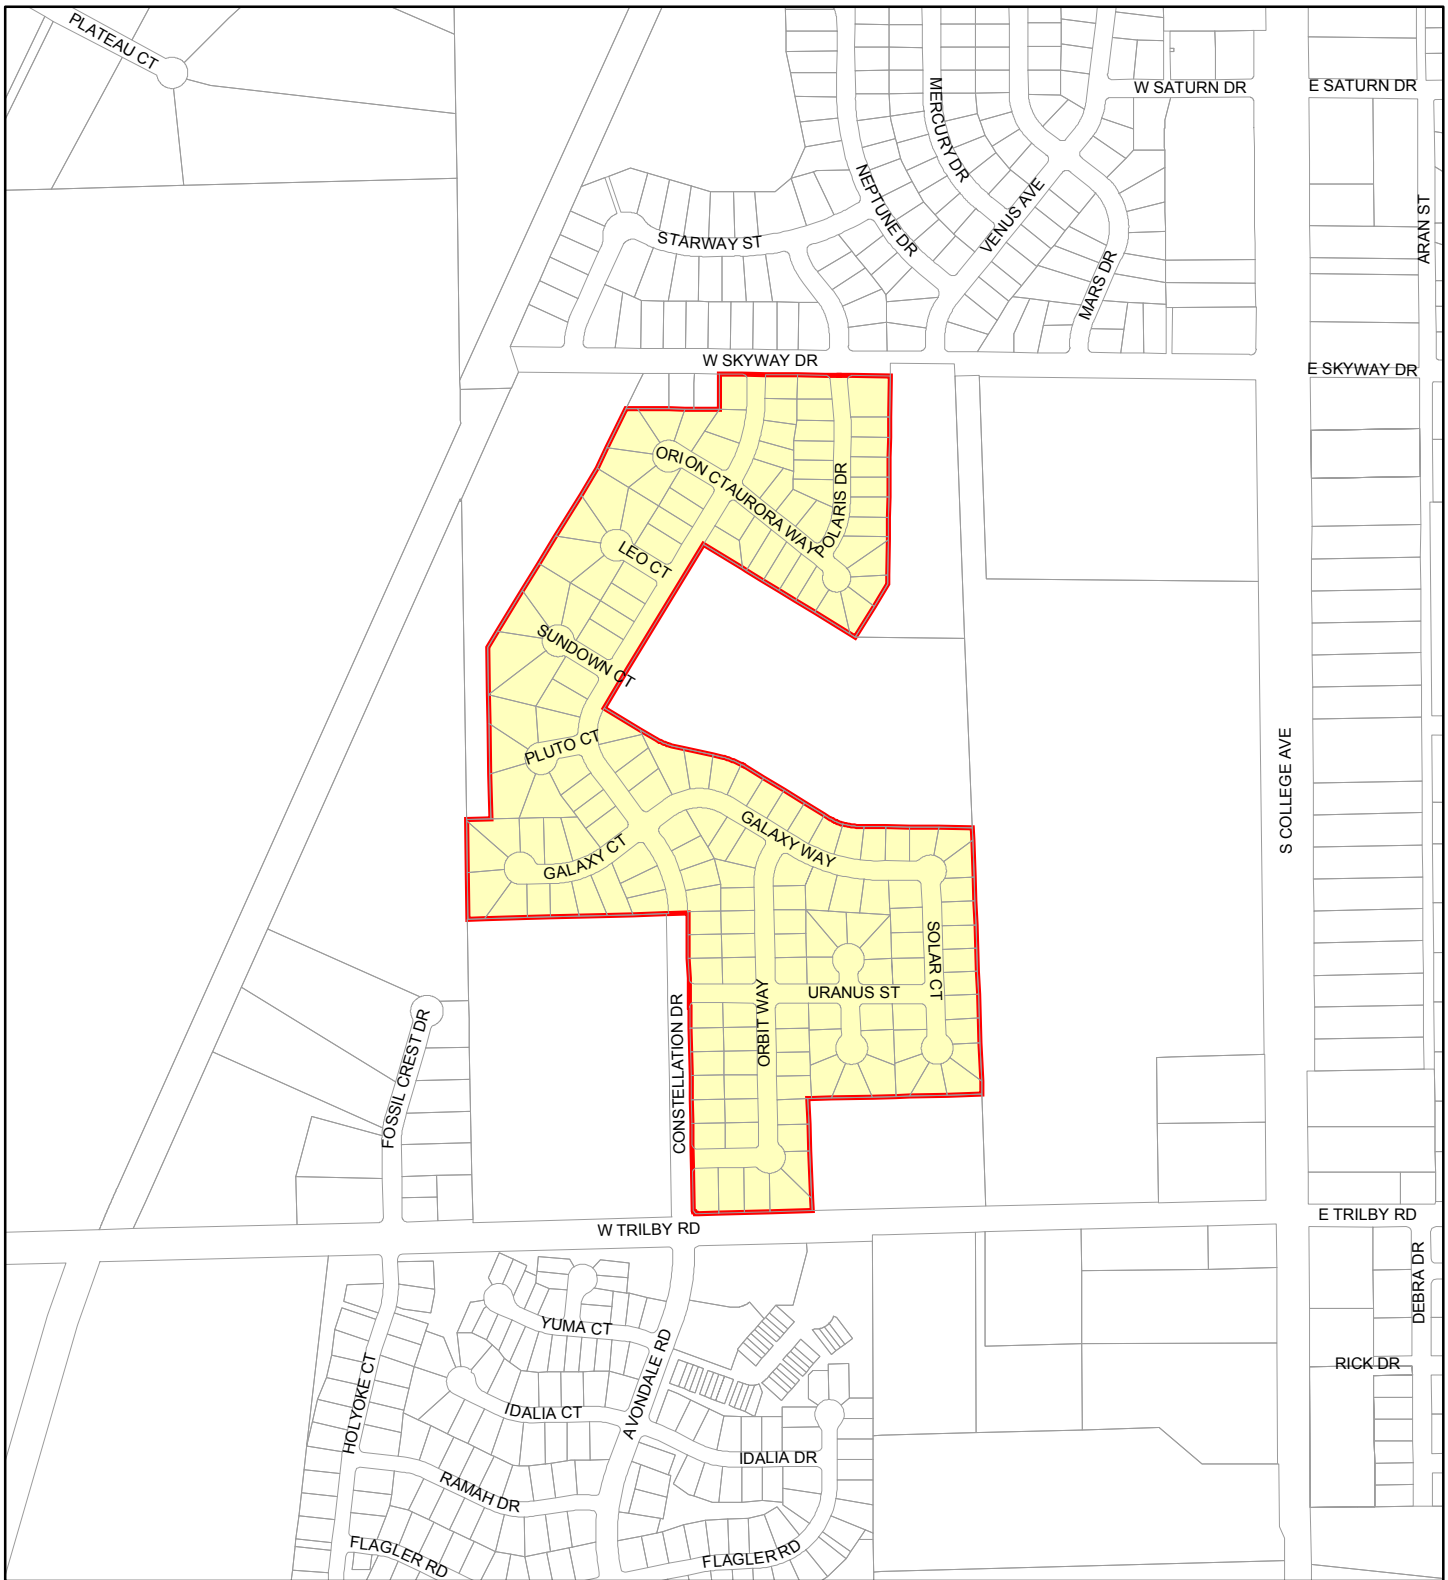 PLATEAU CT
W SATURN DR
E SATURN DR
MERCURY DR
NEPTUNE DR
VENUS AVE
ARAN ST
STARWAY ST
MARS DR
W SKYWAY DR
E SKYWAY DR
ORION CT
AURORA WAY
POLARIS DR
LEO CT
SUNDOWN CT
PLUTO CT
S COLLEGE AVE
GALAXY WAY
GALAXY CT
SOLAR CT
URANUS ST
ORBIT WAY
CONSTELLATION DR
FOSSIL CREST DR
W TRILBY RD
E TRILBY RD
DEBRA DR
YUMA CT
AVONDALE RD
RICK DR
HOLYOKE CT
IDALIA CT
IDALIA DR
RAMAH DR
FLAGLER RD
FLAGLER RD